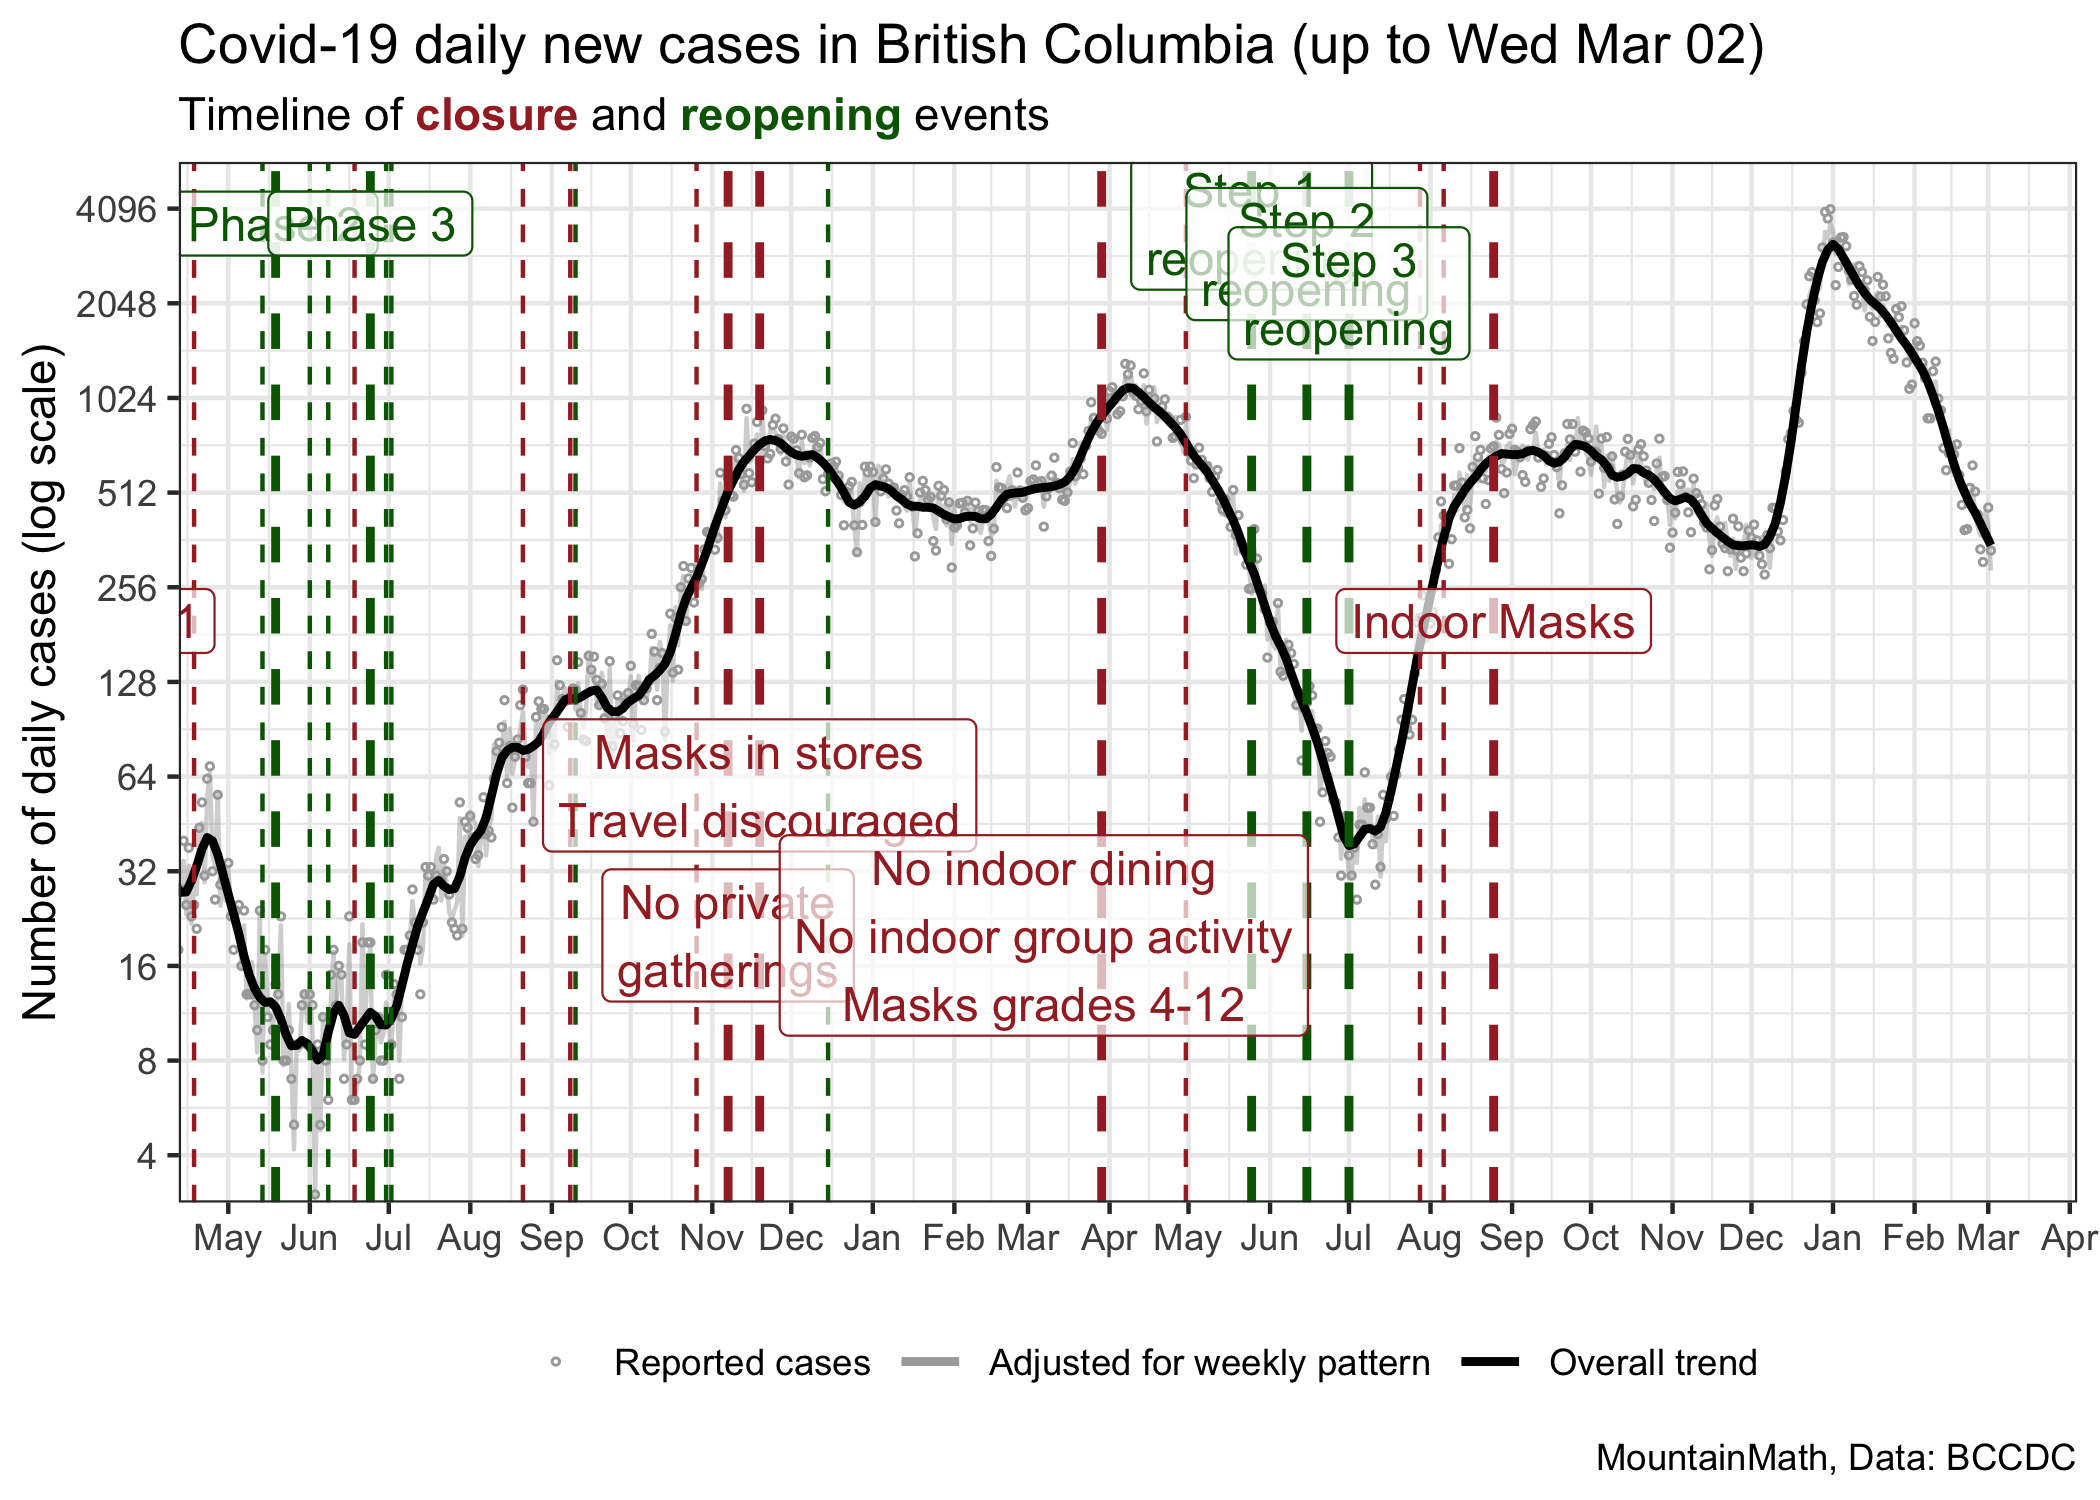 Covid-19 daily new cases in British Columbia (up to Wed Mar 02)
Timeline of closure and reopening events
Number of daily cases (log scale)
4096
2048
1024
512
256
128
64
32
16
8
4
Phase 2
Phase 3
1
Step 1
reopening
Step 2
reopening
Step 3
reopening
Indoor Masks
Masks in stores
Travel discouraged
No private
gatherings
No indoor dining
No indoor group activity
Masks grades 4-12
May Jun Jul Aug Sep Oct Nov Dec Jan Feb Mar Apr May Jun Jul Aug Sep Oct Nov Dec Jan Feb Mar Apr
Reported cases Adjusted for weekly pattern Overall trend
MountainMath, Data: BCCDC